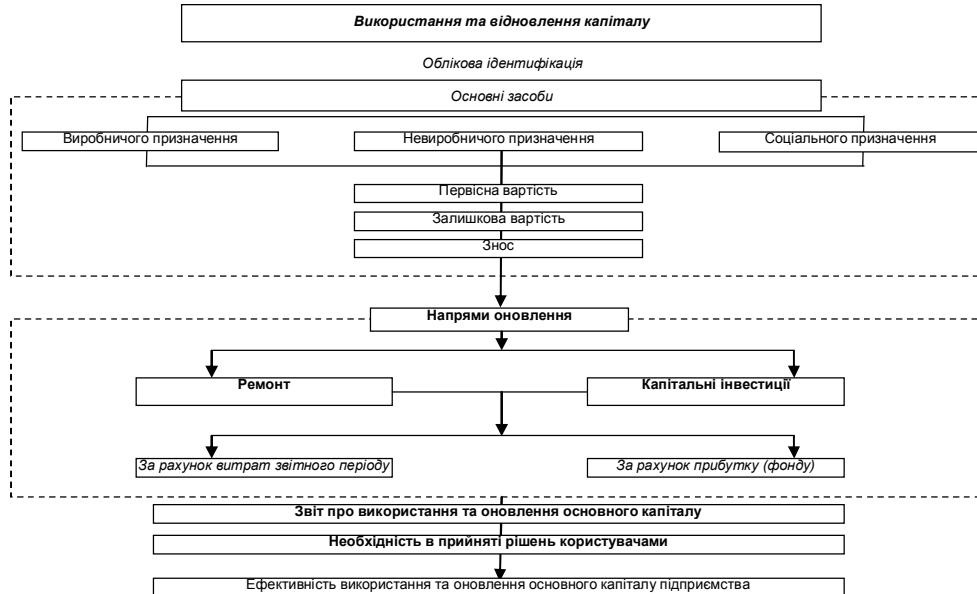 Використання та відновлення капіталу
Облікова ідентифікація
Основні засоби
Виробничого призначення
Невиробничого призначення
Соціального призначення
Первісна вартість
Залишкова вартість
Знос
Напрями оновлення
Ремонт
Капітальні інвестиції
За рахунок витрат звітного періоду
За рахунок прибутку (фонду)
Звіт про використання та оновлення основного капіталу
Необхідність в прийняті рішень користувачами
Ефективність використання та оновлення основного капіталу підприємства